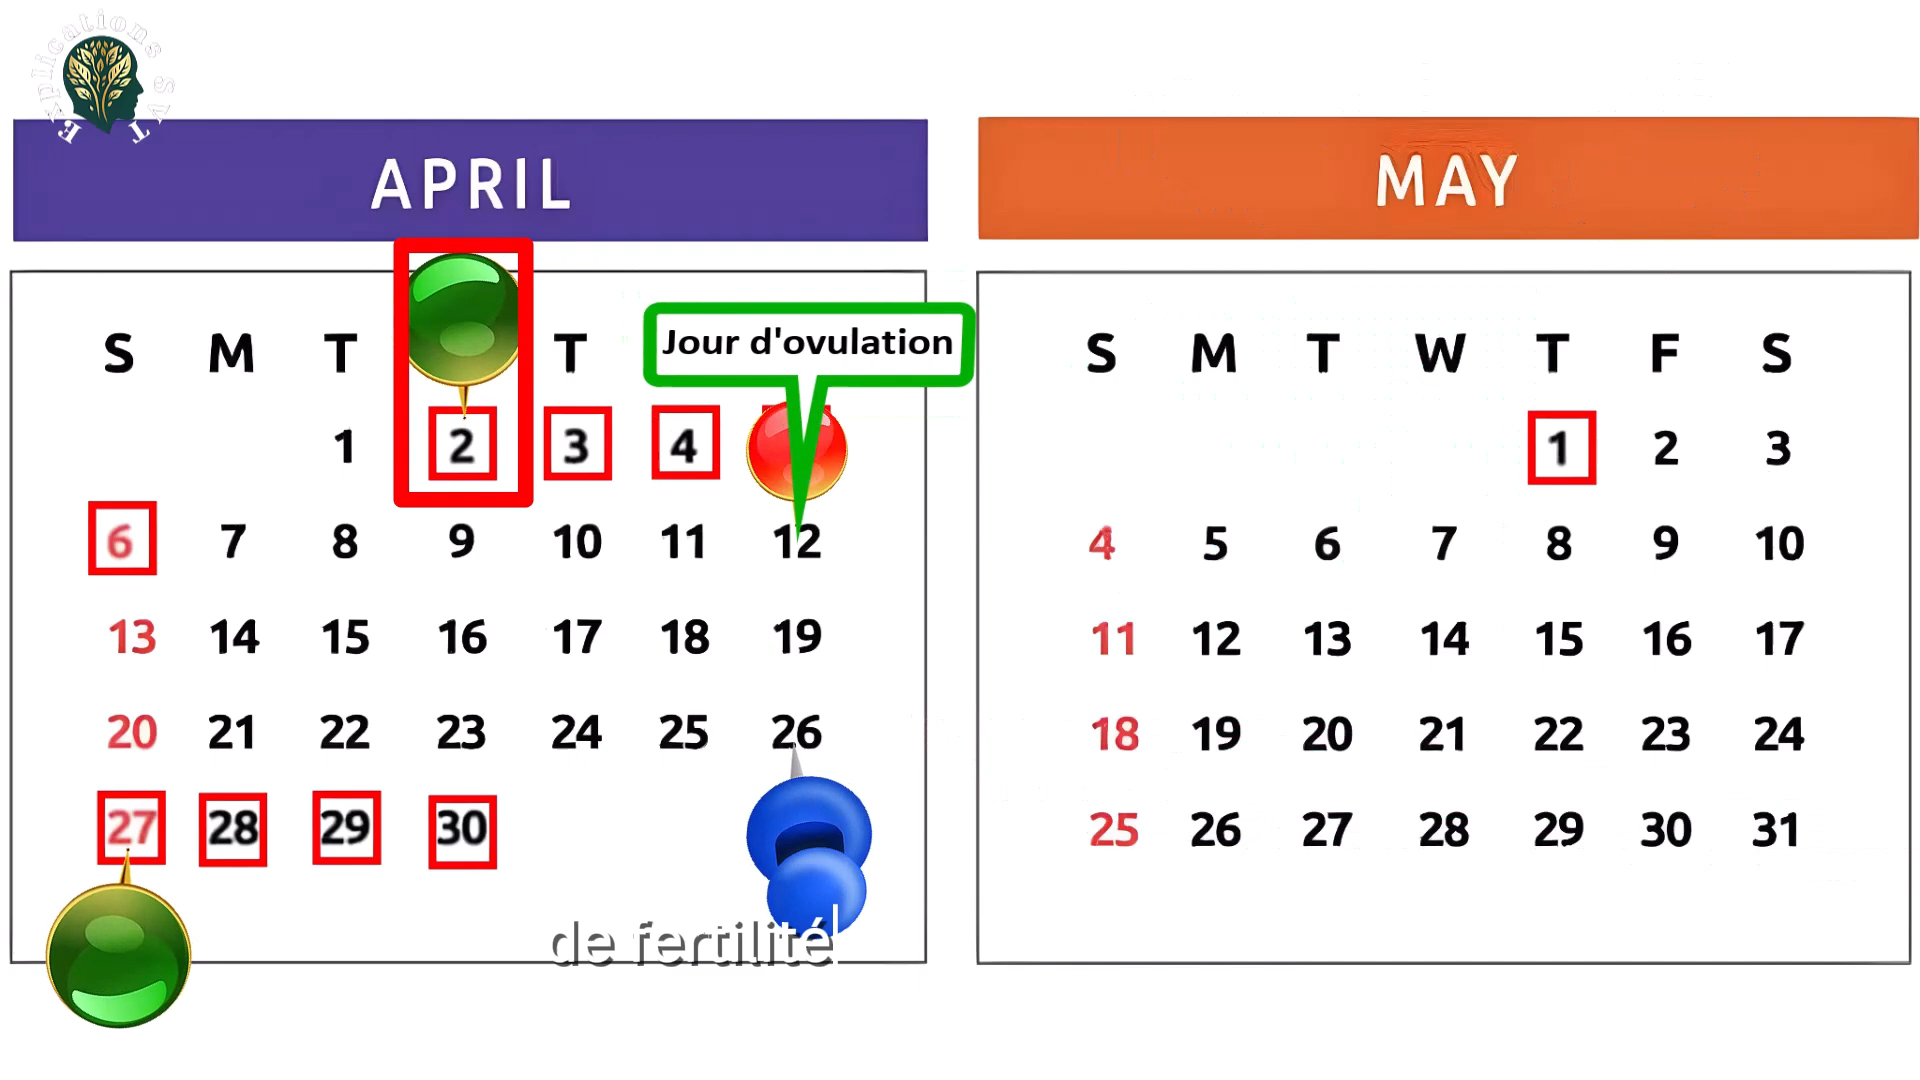 Explications SVT
APRIL
S M T T
Jour d'ovulation
1 2 3 4
6 7 8 9 10 11 12
13 14 15 16 17 18 19
20 21 22 23 24 25 26
27 28 29 30
de fertilité
MAY
S M T W T F S
1 2 3
4 5 6 7 8 9 10
11 12 13 14 15 16 17
18 19 20 21 22 23 24
25 26 27 28 29 30 31